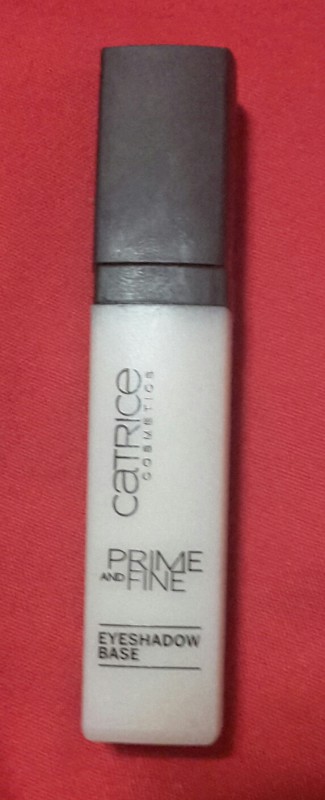 CATRICE
COSMETICS
PRIME
AND FINE
EYESHADOW
BASE